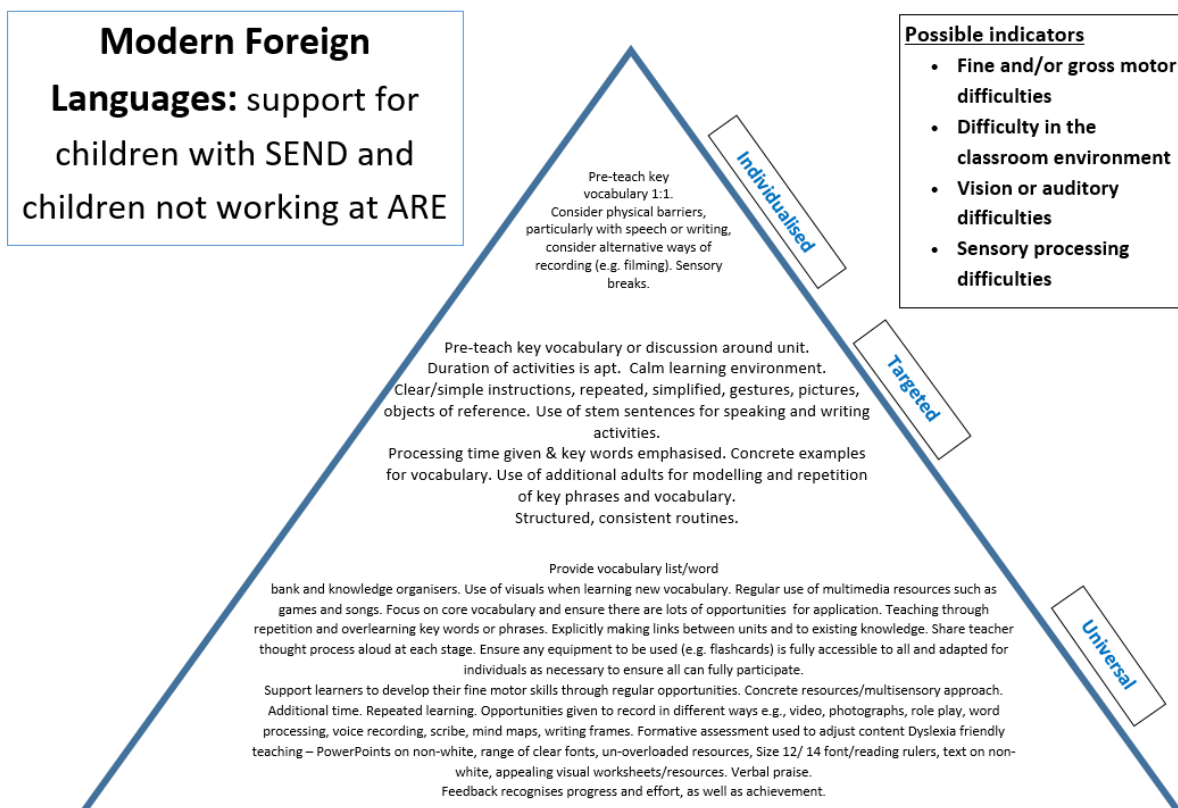 Modern Foreign
Languages: support for
children with SEND and
children not working at ARE
Possible indicators
• Fine and/or gross motor
difficulties
• Difficulty in the
classroom environment
• Vision or auditory
difficulties
• Sensory processing
difficulties
Individualised
Pre-teach key
vocabulary 1:1.
Consider physical barriers,
particularly with speech or writing,
consider alternative ways of
recording (e.g. filming). Sensory
breaks.
Targeted
Pre-teach key vocabulary or discussion around unit.
Duration of activities is apt. Calm learning environment.
Clear/simple instructions, repeated, simplified, gestures, pictures,
objects of reference. Use of stem sentences for speaking and writing
activities.
Processing time given & key words emphasised. Concrete examples
for vocabulary. Use of additional adults for modelling and repetition
of key phrases and vocabulary.
Structured, consistent routines.
Universal
Provide vocabulary list/word
bank and knowledge organisers. Use of visuals when learning new vocabulary. Regular use of multimedia resources such as
games and songs. Focus on core vocabulary and ensure there are lots of opportunities for application. Teaching through
repetition and overlearning key words or phrases. Explicitly making links between units and to existing knowledge. Share teacher
thought process aloud at each stage. Ensure any equipment to be used (e.g. flashcards) is fully accessible to all and adapted for
individuals as necessary to ensure all can fully participate.
Support learners to develop their fine motor skills through regular opportunities. Concrete resources/multisensory approach.
Additional time. Repeated learning. Opportunities given to record in different ways e.g., video, photographs, role play, word
processing, voice recording, scribe, mind maps, writing frames. Formative assessment used to adjust content Dyslexia friendly
teaching – PowerPoints on non-white, range of clear fonts, un-overloaded resources, Size 12/ 14 font/reading rulers, text on non-
white, appealing visual worksheets/resources. Verbal praise.
Feedback recognises progress and effort, as well as achievement.